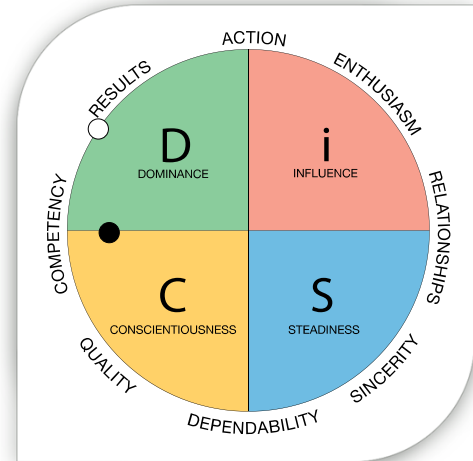 ACTION
ENTHUSIASM
RELATIONSHIPS
SINCERITY
DEPENDABILITY
QUALITY
COMPETENCY
RESULTS
D
DOMINANCE
i
INFLUENCE
C
CONSCIENTIOUSNESS
S
STEADINESS